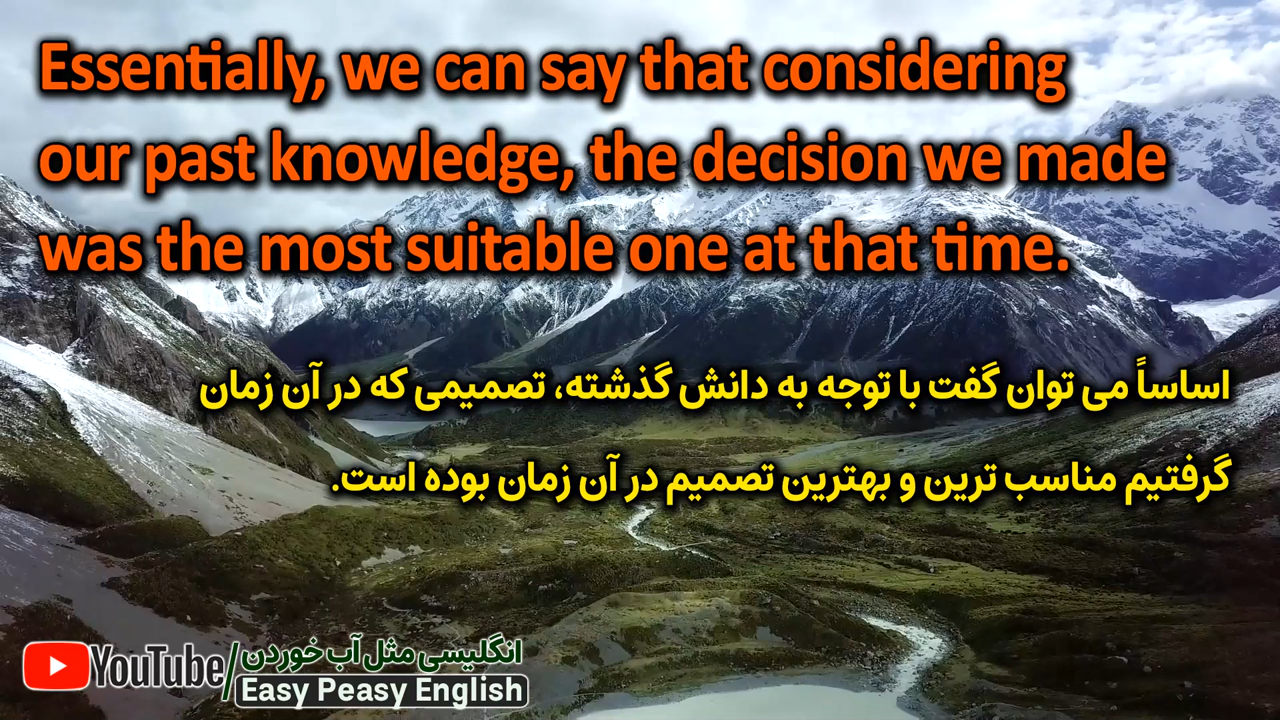 Essentially, we can say that considering
our past knowledge, the decision we made
was the most suitable one at that time.
اساساً می توان گفت با توجه به دانش گذشته، تصمیمی که در آن زمان
گرفتیم مناسب ترین و بهترین تصمیم در آن زمان بوده است.
YouTube/انگلیسی مثل آب خوردن
Easy Peasy English